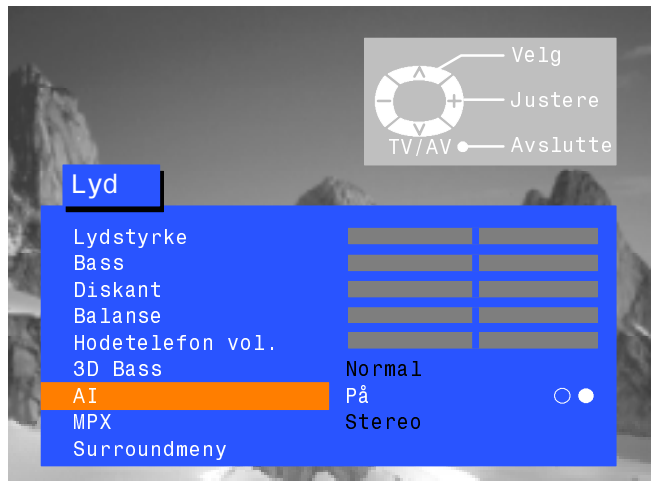 Velg
Justere
TV/AV Avslutte
Lyd
Lydstyrke
Bass
Diskant
Balanse
Hodetelefon vol.
3D Bass Normal
AI På
MPX Stereo
Surroundmeny